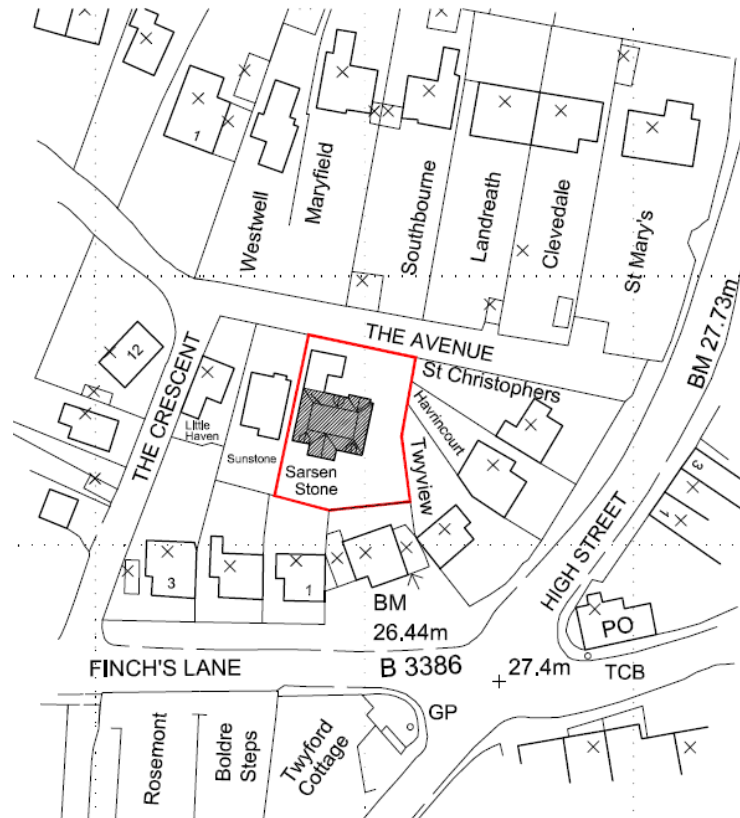 1
Westwell
Maryfield
Southbourne
Landreath
Clevedale
St Mary's
BM 27.73m
THE AVENUE
12
THE CRESCENT
St Christophers
Little
Haven
Havrincourt
Sunstone
Twyview
Sarsen
Stone
3
1
HIGH STREET
3
1
BM
26.44m
PO
FINCH'S LANE
B 3386
27.4m
TCB
GP
Rosemont
Boldre
Steps
Twyford
Cottage